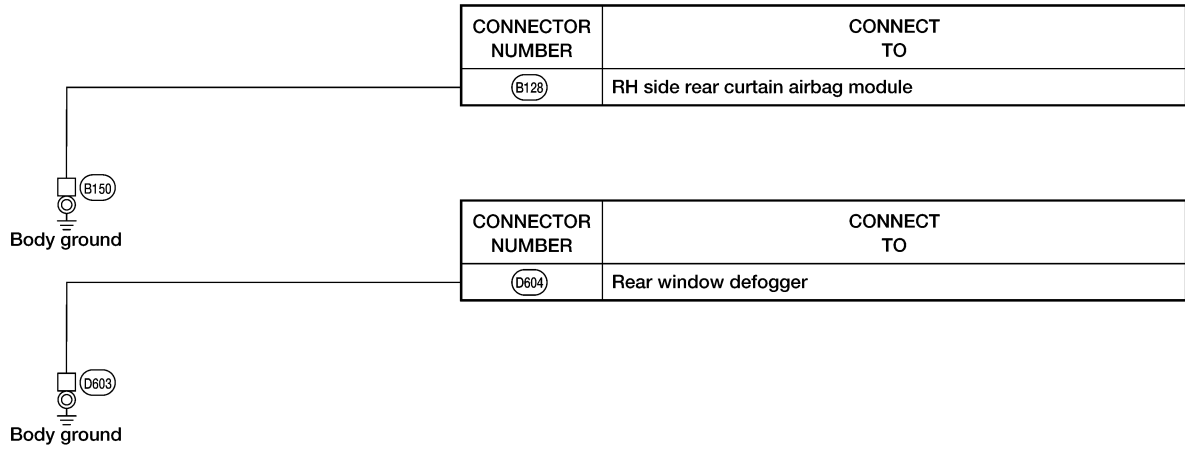 CONNECTOR NUMBER
CONNECT TO
B128
RH side rear curtain airbag module
B150
Body ground
CONNECTOR NUMBER
CONNECT TO
D604
Rear window defogger
D603
Body ground